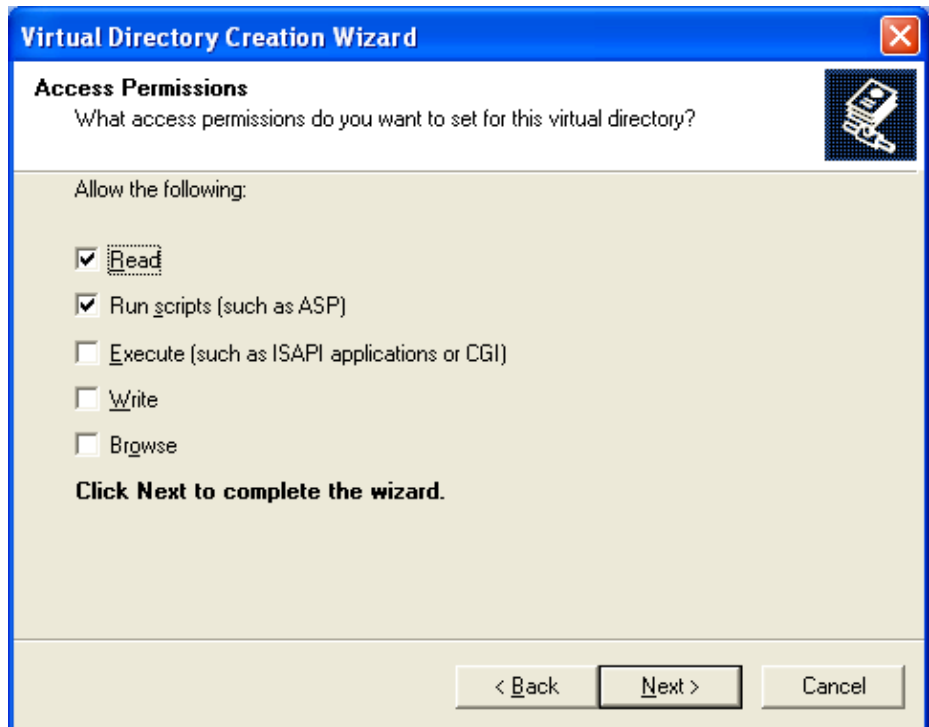 Virtual Directory Creation Wizard
Access Permissions
What access permissions do you want to set for this virtual directory?
Allow the following:
Read
Run scripts (such as ASP)
Execute (such as ISAPI applications or CGI)
Write
Browse
Click Next to complete the wizard.
< Back Next > Cancel